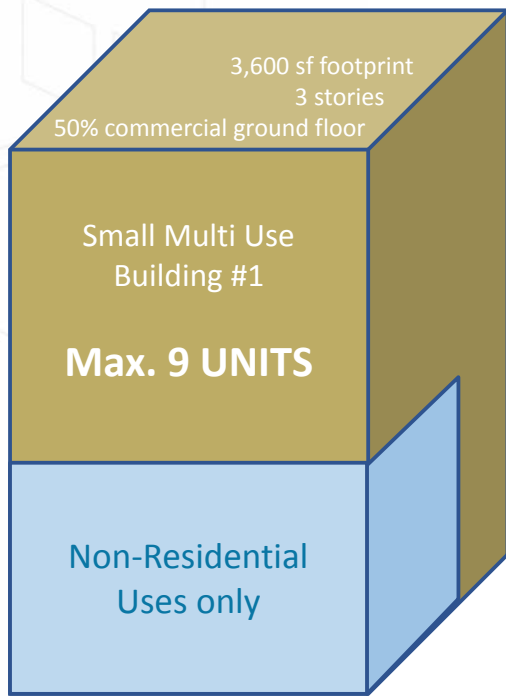 3,600 sf footprint
3 stories
50% commercial ground floor
Small Multi Use
Building #1
Max. 9 UNITS
Non-Residential
Uses only